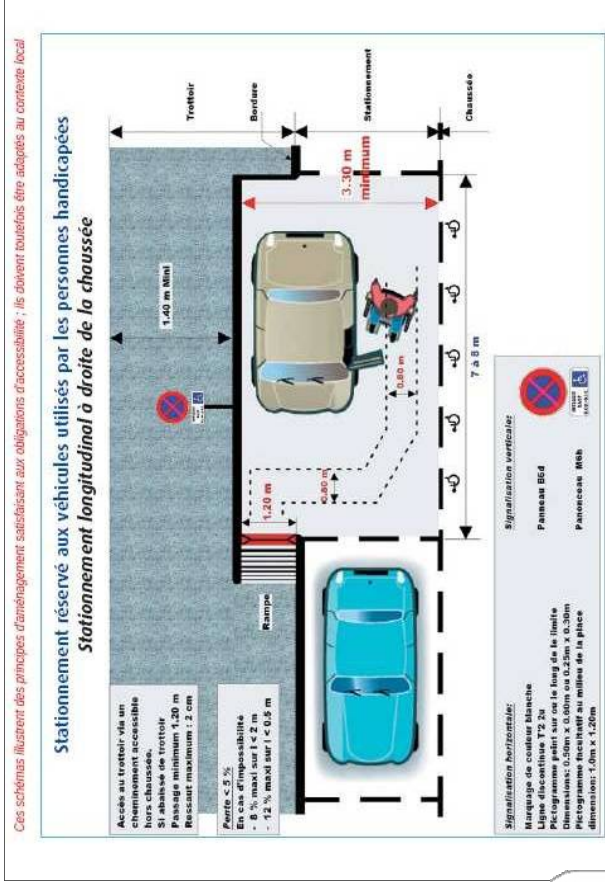 Ces schémas illustrent des principes d'aménagement satisfaisant aux obligations d'accessibilité ; ils doivent toutefois être adaptés au contexte local
Stationnement réservé aux véhicules utilisés par les personnes handicapées
Stationnement longitudinal à droite de la chaussée
Accès au trottoir via un
cheminement accessible
hors chaussée.
Si abaissé de trottoir
Passage minimum 1.20 m
Ressaut maximum : 2 cm
Pente < 5 %
En cas d'impossibilité
- 8 % maxi sur l < 2 m
- 12 % maxi sur l < 0.5 m
Rampe
1.20 m
0.80 m
0.80 m
1.40 m Mini
3.30 m
minimum
7 à 8 m
Trottoir
Bordure
Stationnement
Chaussée
Signalisation horizontale:
Marquage de couleur blanche
Ligne discontinue T'2 2u
Pictogramme peint sur ou le long de la limite
Dimensions: 0.50m x 0.60m ou 0.25m x 0.30m
Pictogramme facultatif au milieu de la place
dimension: 1.0m x 1.20m
Signalisation verticale:
Panneau B6d
Panonceau M6h